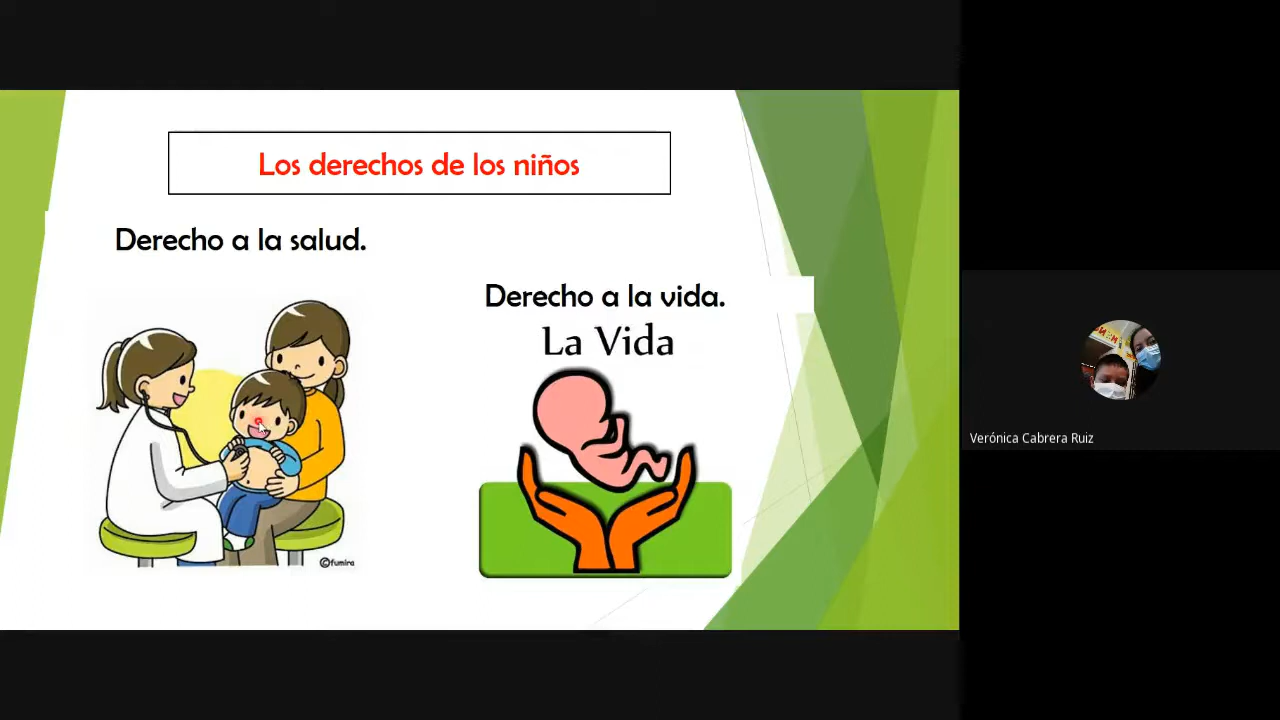 Los derechos de los niños
Derecho a la salud.
Derecho a la vida.
La Vida
©fumira
Verónica Cabrera Ruiz